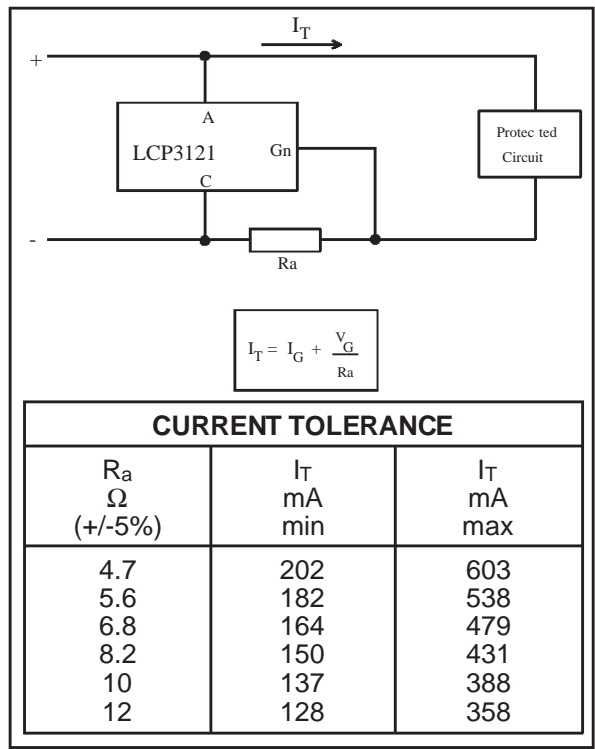 I_T
+
A
LCP3121 Gn
C
Protec ted
Circuit
-
Ra
I_T = I_G + V_G
Ra
CURRENT TOLERANCE
Ra I_T I_T
Ω mA mA
(+/-5%) min max
4.7 202 603
5.6 182 538
6.8 164 479
8.2 150 431
10 137 388
12 128 358